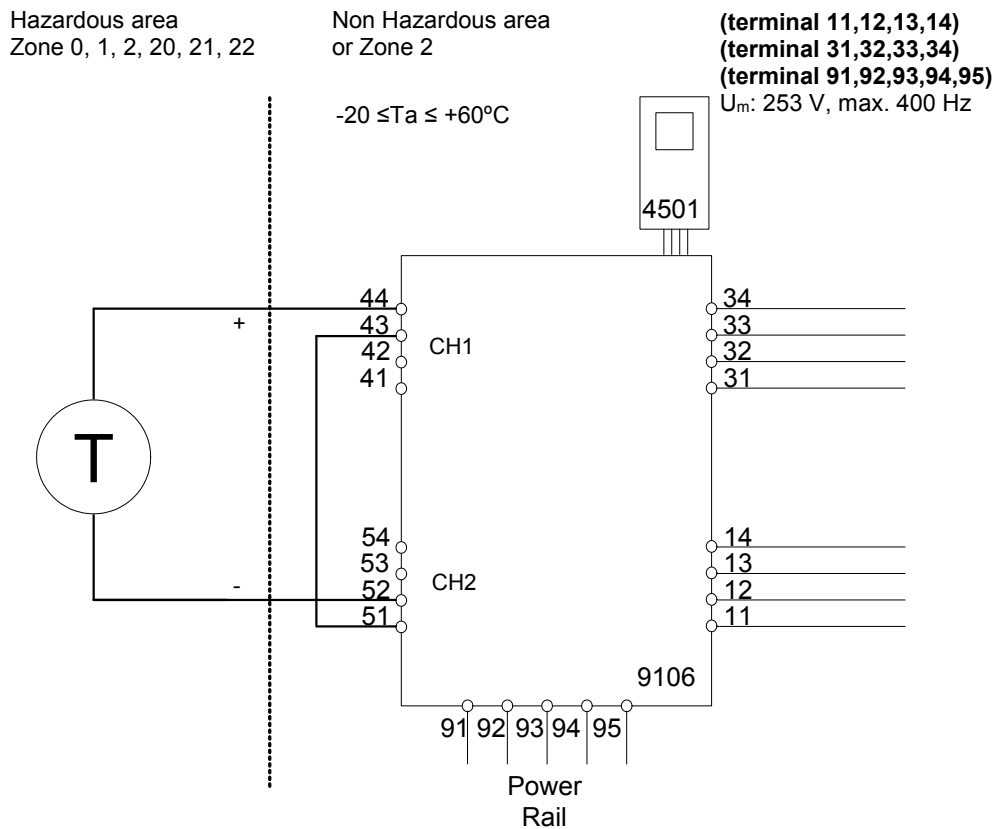 Hazardous area
Zone 0, 1, 2, 20, 21, 22
Non Hazardous area
or Zone 2
-20 ≤Ta ≤ +60ºC
(terminal 11,12,13,14)
(terminal 31,32,33,34)
(terminal 91,92,93,94,95)
Um: 253 V, max. 400 Hz
4501
44
43
42
41
CH1
+
34
33
32
31
T
54
53
52
51
CH2
-
14
13
12
11
9106
91 92 93 94 95
Power
Rail